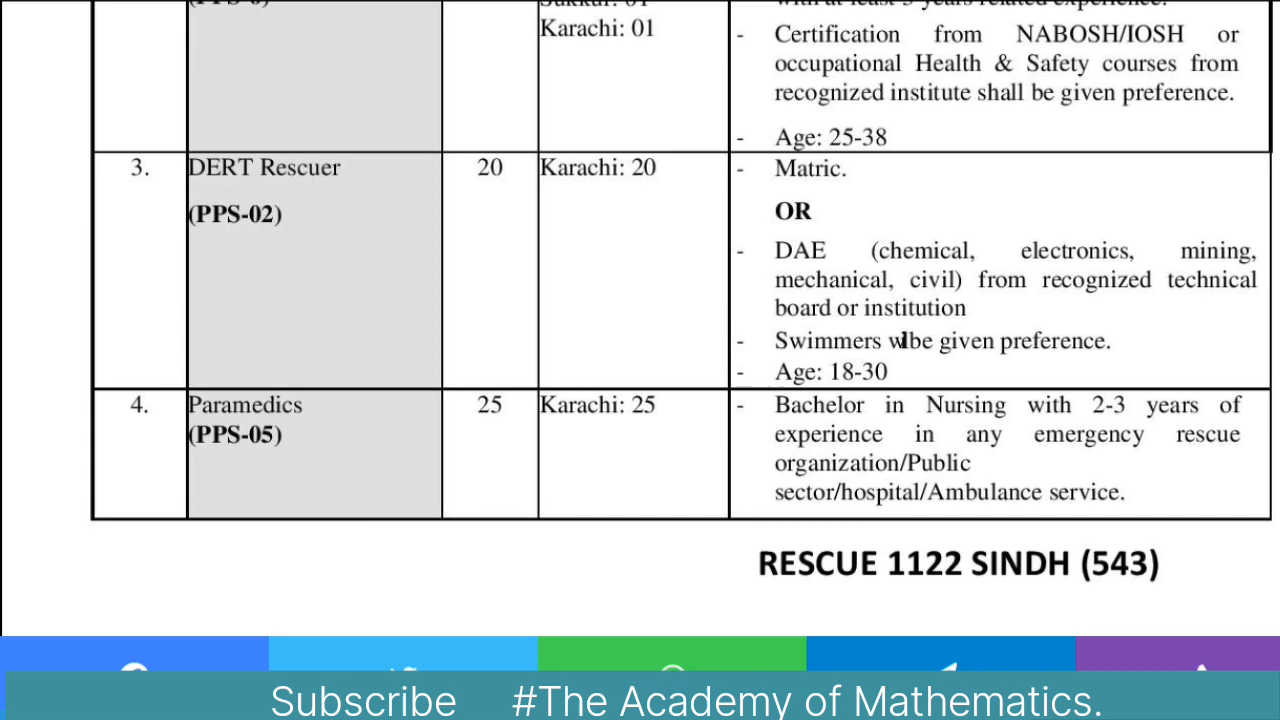 Karachi: 01
- Certification from NABOSH/IOSH or
occupational Health & Safety courses from
recognized institute shall be given preference.
- Age: 25-38
3. DERT Rescuer 20 Karachi: 20 - Matric.
(PPS-02)
OR
- DAE (chemical, electronics, mining,
mechanical, civil) from recognized technical
board or institution
- Swimmers be given preference.
- Age: 18-30
4. Paramedics 25 Karachi: 25 - Bachelor in Nursing with 2-3 years of
(PPS-05) experience in any emergency rescue
organization/Public
sector/hospital/Ambulance service.
RESCUE 1122 SINDH (543)
Subscribe #The Academy of Mathematics.